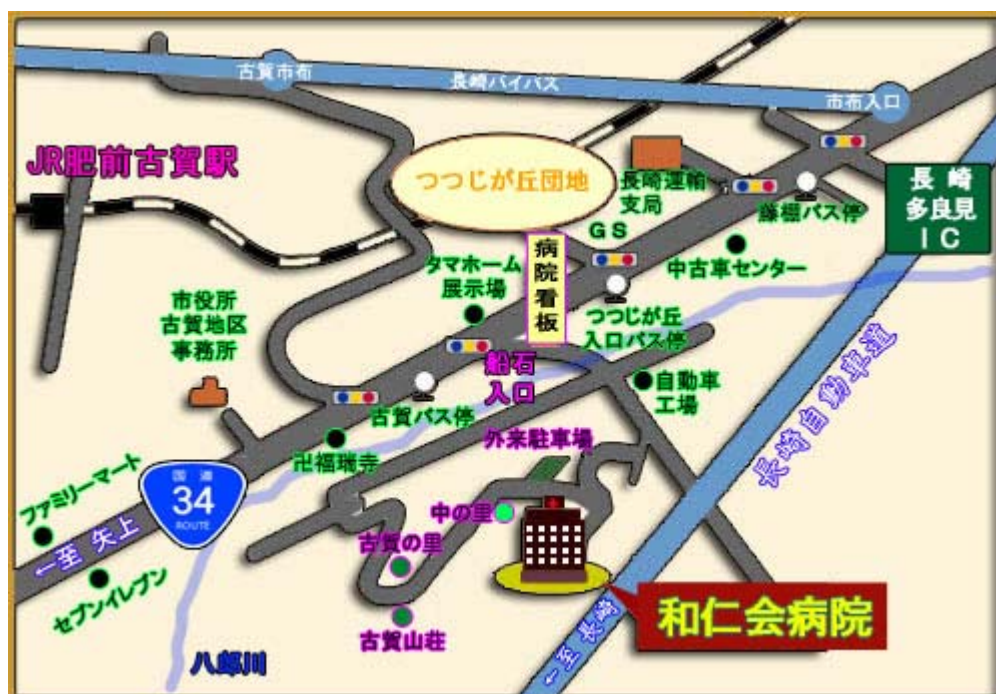 古賀市布
長崎バイパス
市布入口
JR肥前古賀駅
つつじが丘団地
長崎運輸
支局
藤棚バス停
長崎
多良見
IC
GS
病院看板
中古車センター
タマホーム
展示場
市役所
古賀地区
事務所
つつじが丘
入口バス停
船石
入口
自動車
工場
古賀バス停
卍福瑞寺
外来駐車場
長崎自動車道
国道
34
ROUTE
ファミリーマート
←至 矢上
セブンイレブン
中の里
古賀の里
古賀山荘
和仁会病院
←至 長崎
八郎川